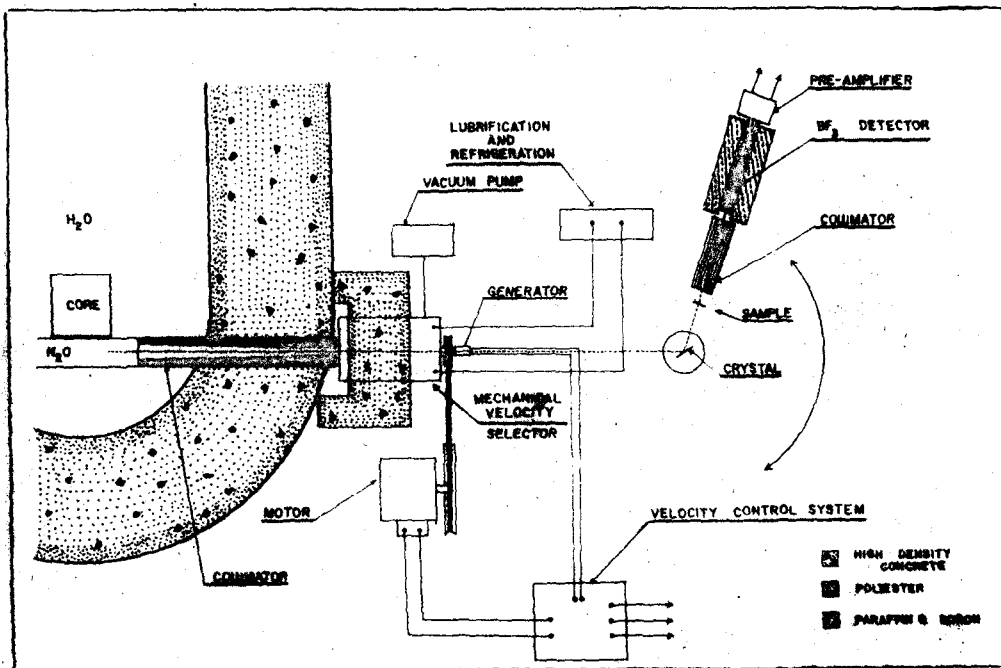 PRE-AMPLIFIER
BF3 DETECTOR
LUBRIFICATION
AND
REFRIGERATION
VACUUM PUMP
H2O
COLLIMATOR
CORE
GENERATOR
SAMPLE
H2O
CRYSTAL
MECHANICAL
VELOCITY
SELECTOR
MOTOR
VELOCITY CONTROL SYSTEM
COLLIMATOR
HIGH DENSITY
CONCRETE
POLIESTER
PARAFFIN & BORON